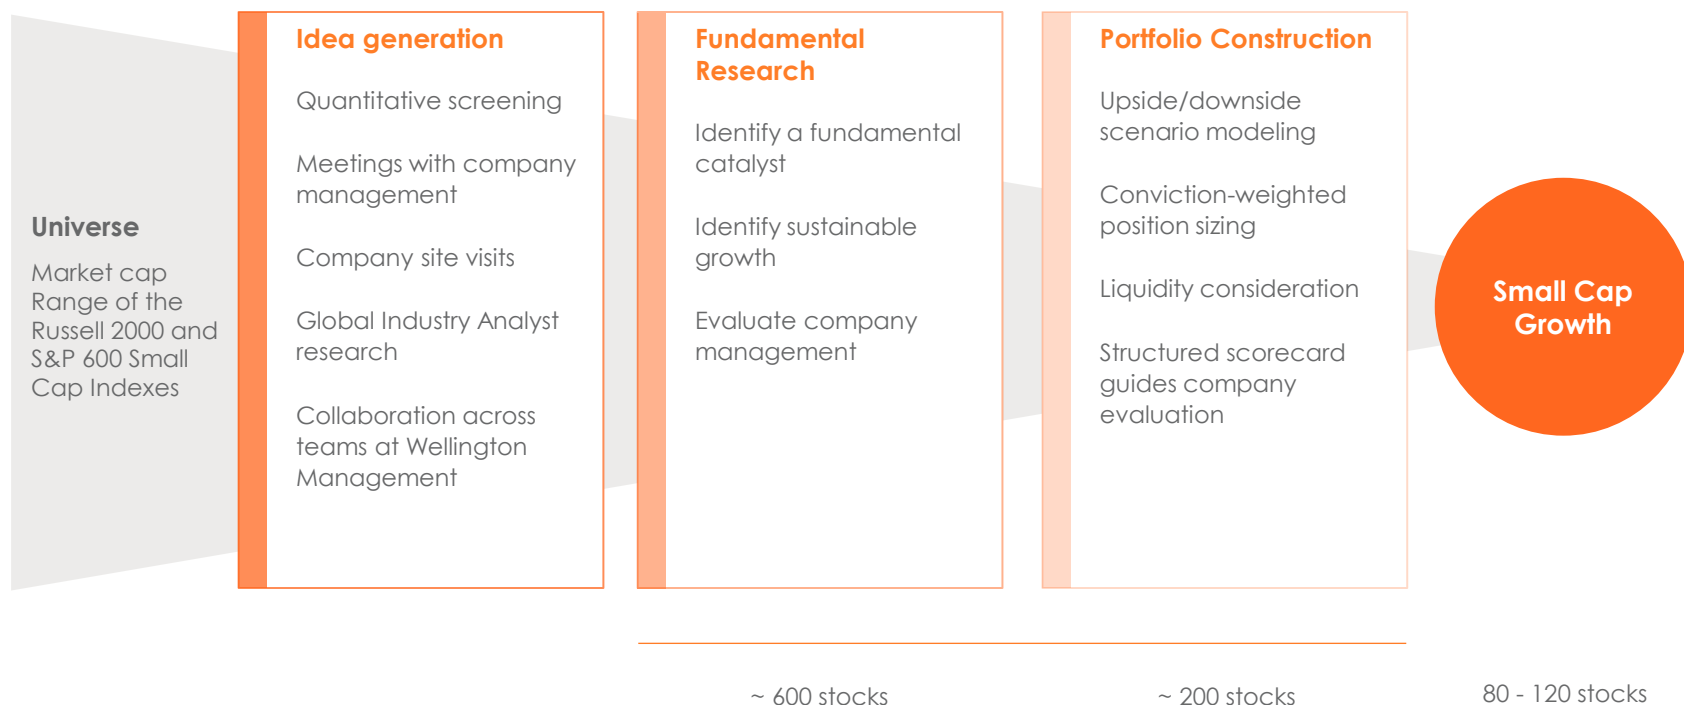 Universe
Market cap
Range of the
Russell 2000 and
S&P 600 Small
Cap Indexes
Idea generation
Quantitative screening
Meetings with company
management
Company site visits
Global Industry Analyst
research
Collaboration across
teams at Wellington
Management
Fundamental
Research
Identify a fundamental
catalyst
Identify sustainable
growth
Evaluate company
management
Portfolio Construction
Upside/downside
scenario modeling
Conviction-weighted
position sizing
Liquidity consideration
Structured scorecard
guides company
evaluation
Small Cap
Growth
~ 600 stocks
~ 200 stocks
80 - 120 stocks